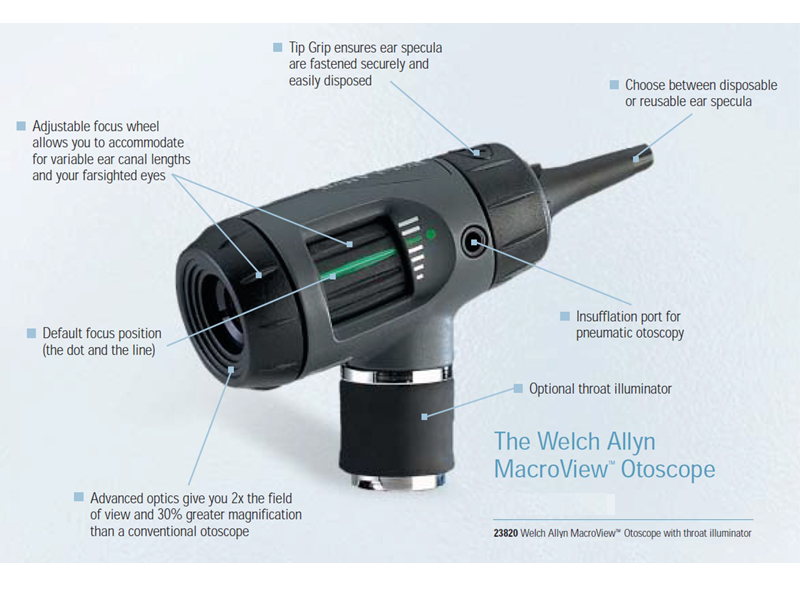 Tip Grip ensures ear specula
are fastened securely and
easily disposed
Choose between disposable
or reusable ear specula
Adjustable focus wheel
allows you to accommodate
for variable ear canal lengths
and your farsighted eyes
Insufflation port for
pneumatic otoscopy
Default focus position
(the dot and the line)
Optional throat illuminator
The Welch Allyn
MacroView™ Otoscope
Advanced optics give you 2x the field
of view and 30% greater magnification
than a conventional otoscope
23820 Welch Allyn MacroView™ Otoscope with throat illuminator